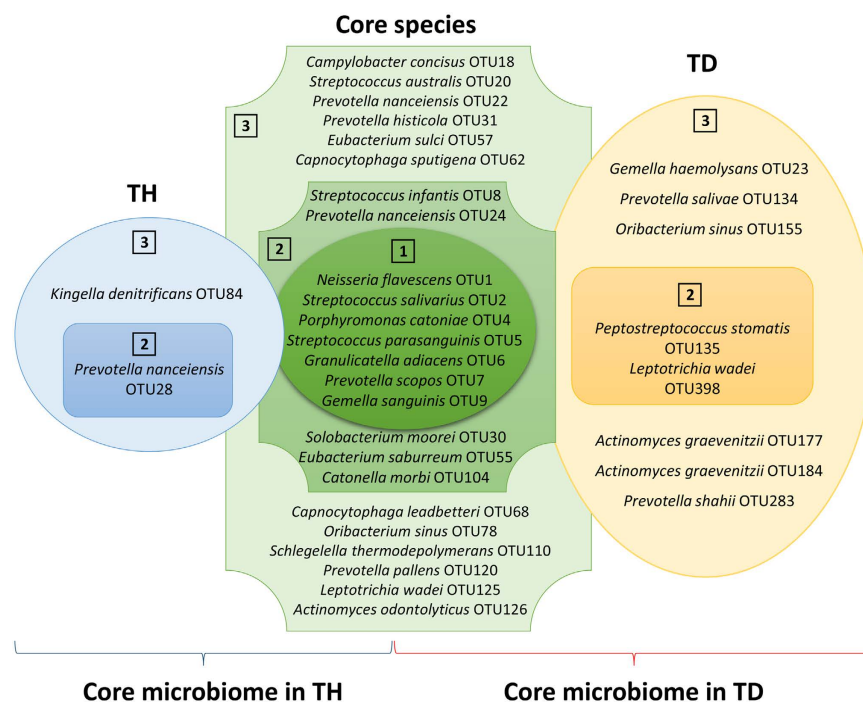 Core species
Campylobacter concisus OTU18
Streptococcus australis OTU20
Prevotella nanceiensis OTU22
3
Prevotella histicola OTU31
Eubacterium sulci OTU57
Capnocytophaga sputigena OTU62
Streptococcus infantis OTU8
Prevotella nanceiensis OTU24
2
1
Neisseria flavescens OTU1
Streptococcus salivarius OTU2
Porphyromonas catoniae OTU4
Streptococcus parasanguinis OTU5
Granulicatella adiacens OTU6
Prevotella scopos OTU7
Gemella sanguinis OTU9
Solobacterium moorei OTU30
Eubacterium saburreum OTU55
Catonella morbi OTU104
Capnocytophaga leadbetteri OTU68
Oribacterium sinus OTU78
Schlegelella thermodepolymerans OTU110
Prevotella pallens OTU120
Leptotrichia wadei OTU125
Actinomyces odontolyticus OTU126
TH
3
Kingella denitrificans OTU84
2
Prevotella nanceiensis
OTU28
TD
3
Gemella haemolysans OTU23
Prevotella salivae OTU134
Oribacterium sinus OTU155
2
Peptostreptococcus stomatis
OTU135
Leptotrichia wadei
OTU398
Actinomyces graevenitzii OTU177
Actinomyces graevenitzii OTU184
Prevotella shahii OTU283
Core microbiome in TH
Core microbiome in TD